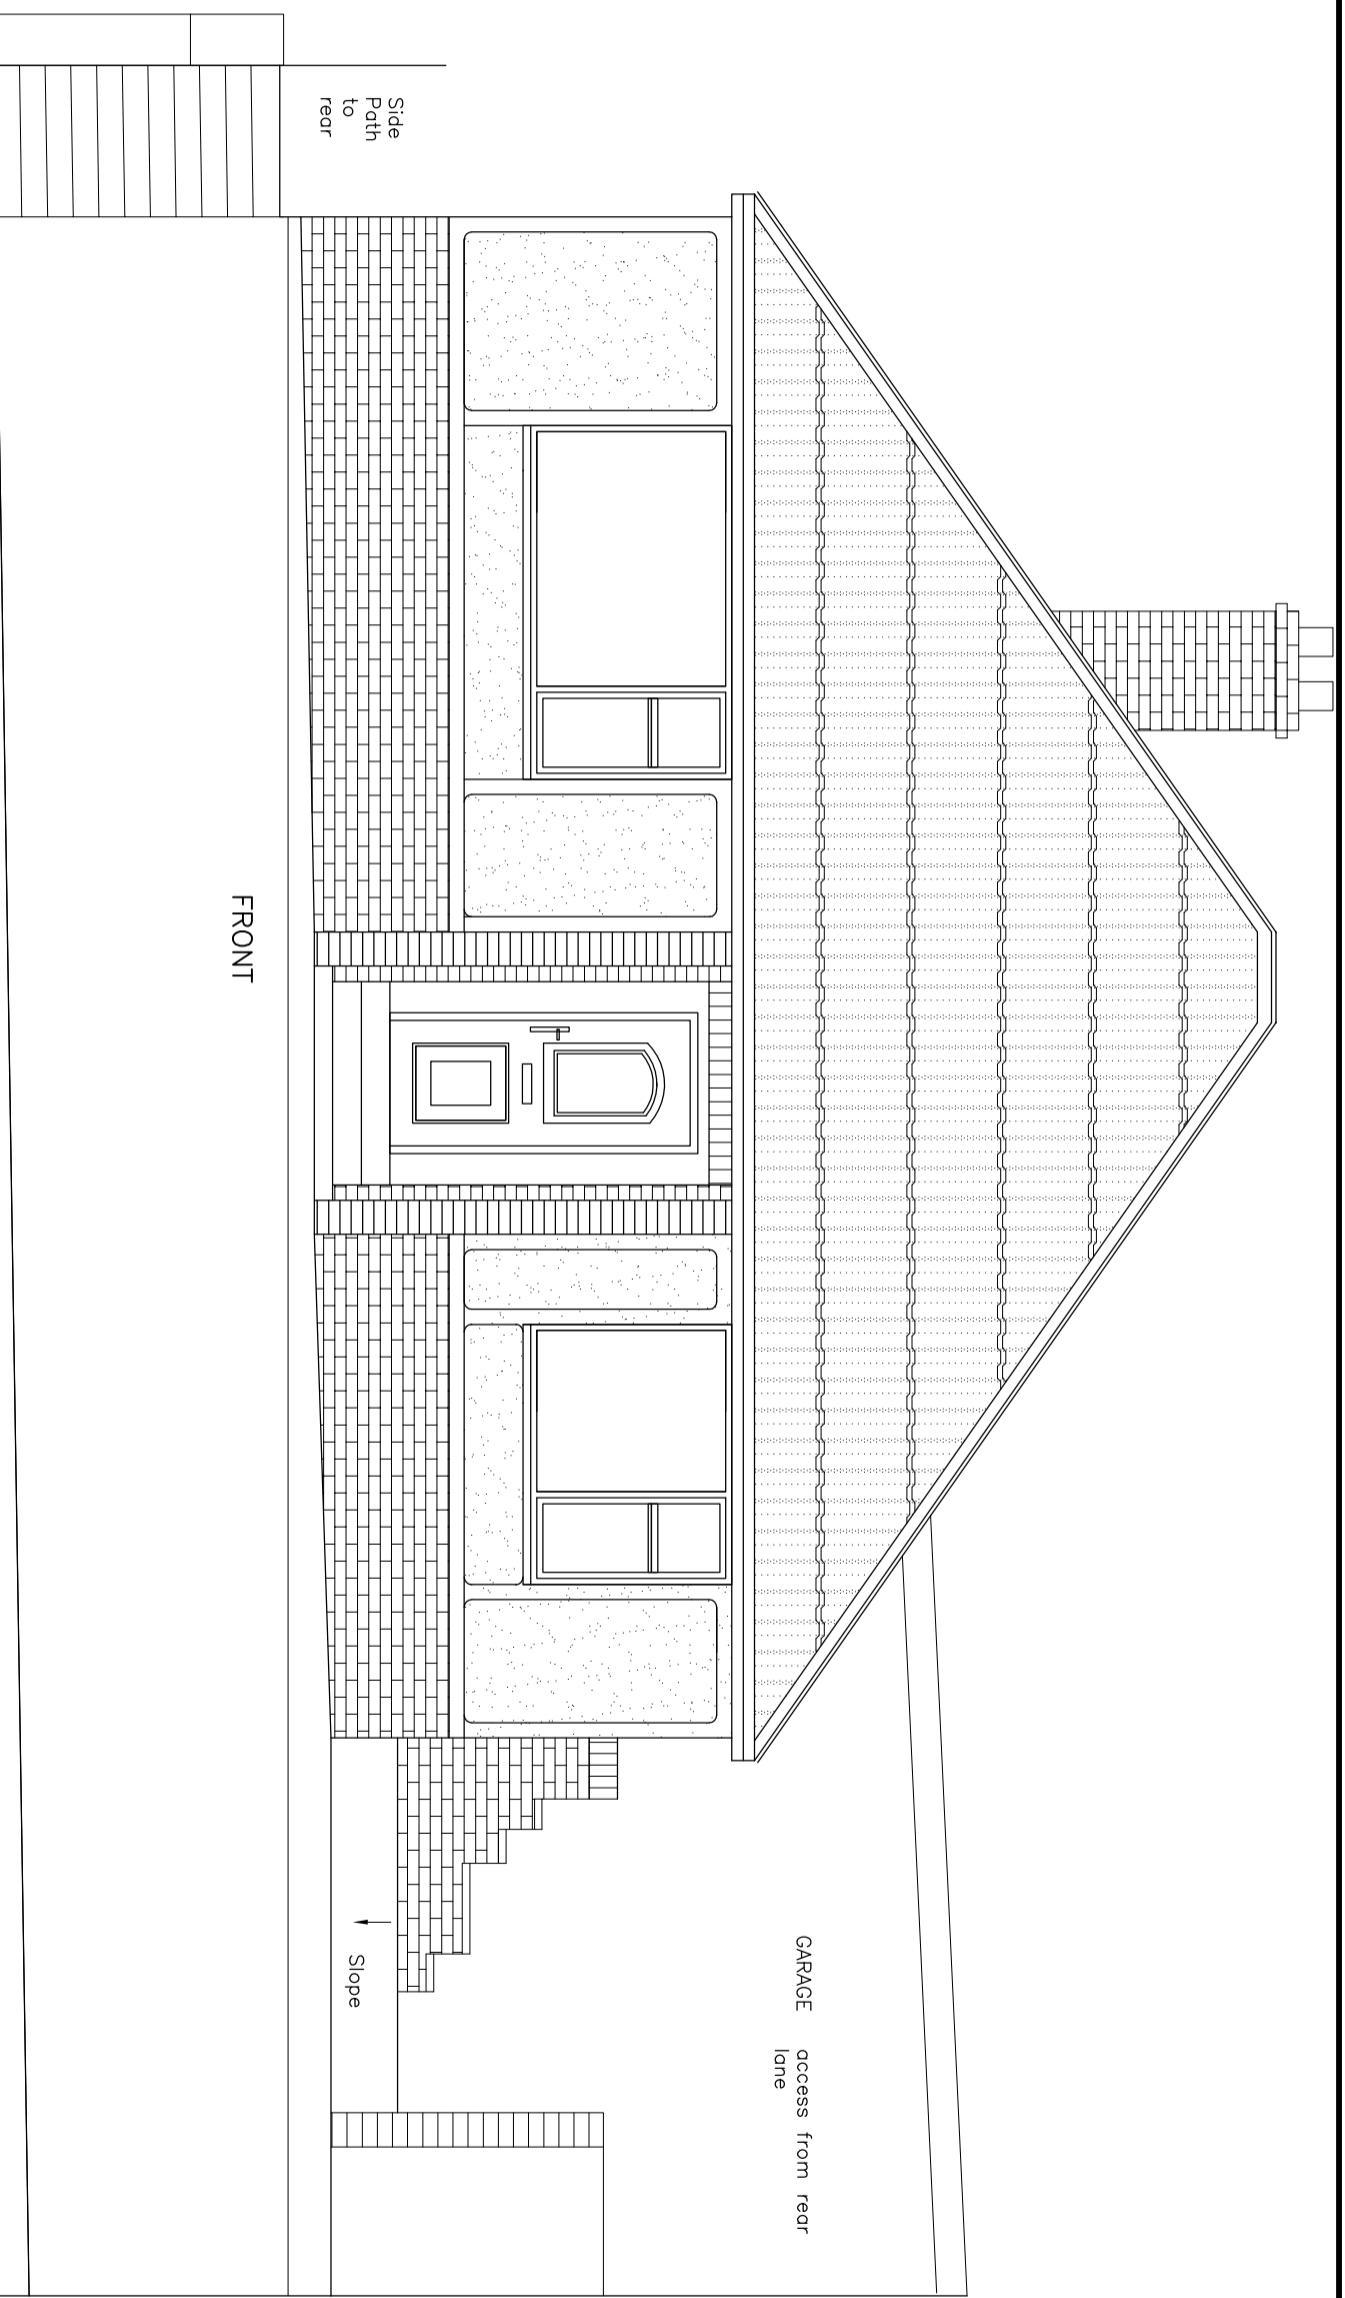 Side
Path
to
rear
GARAGE access from rear
lane
Slope
FRONT